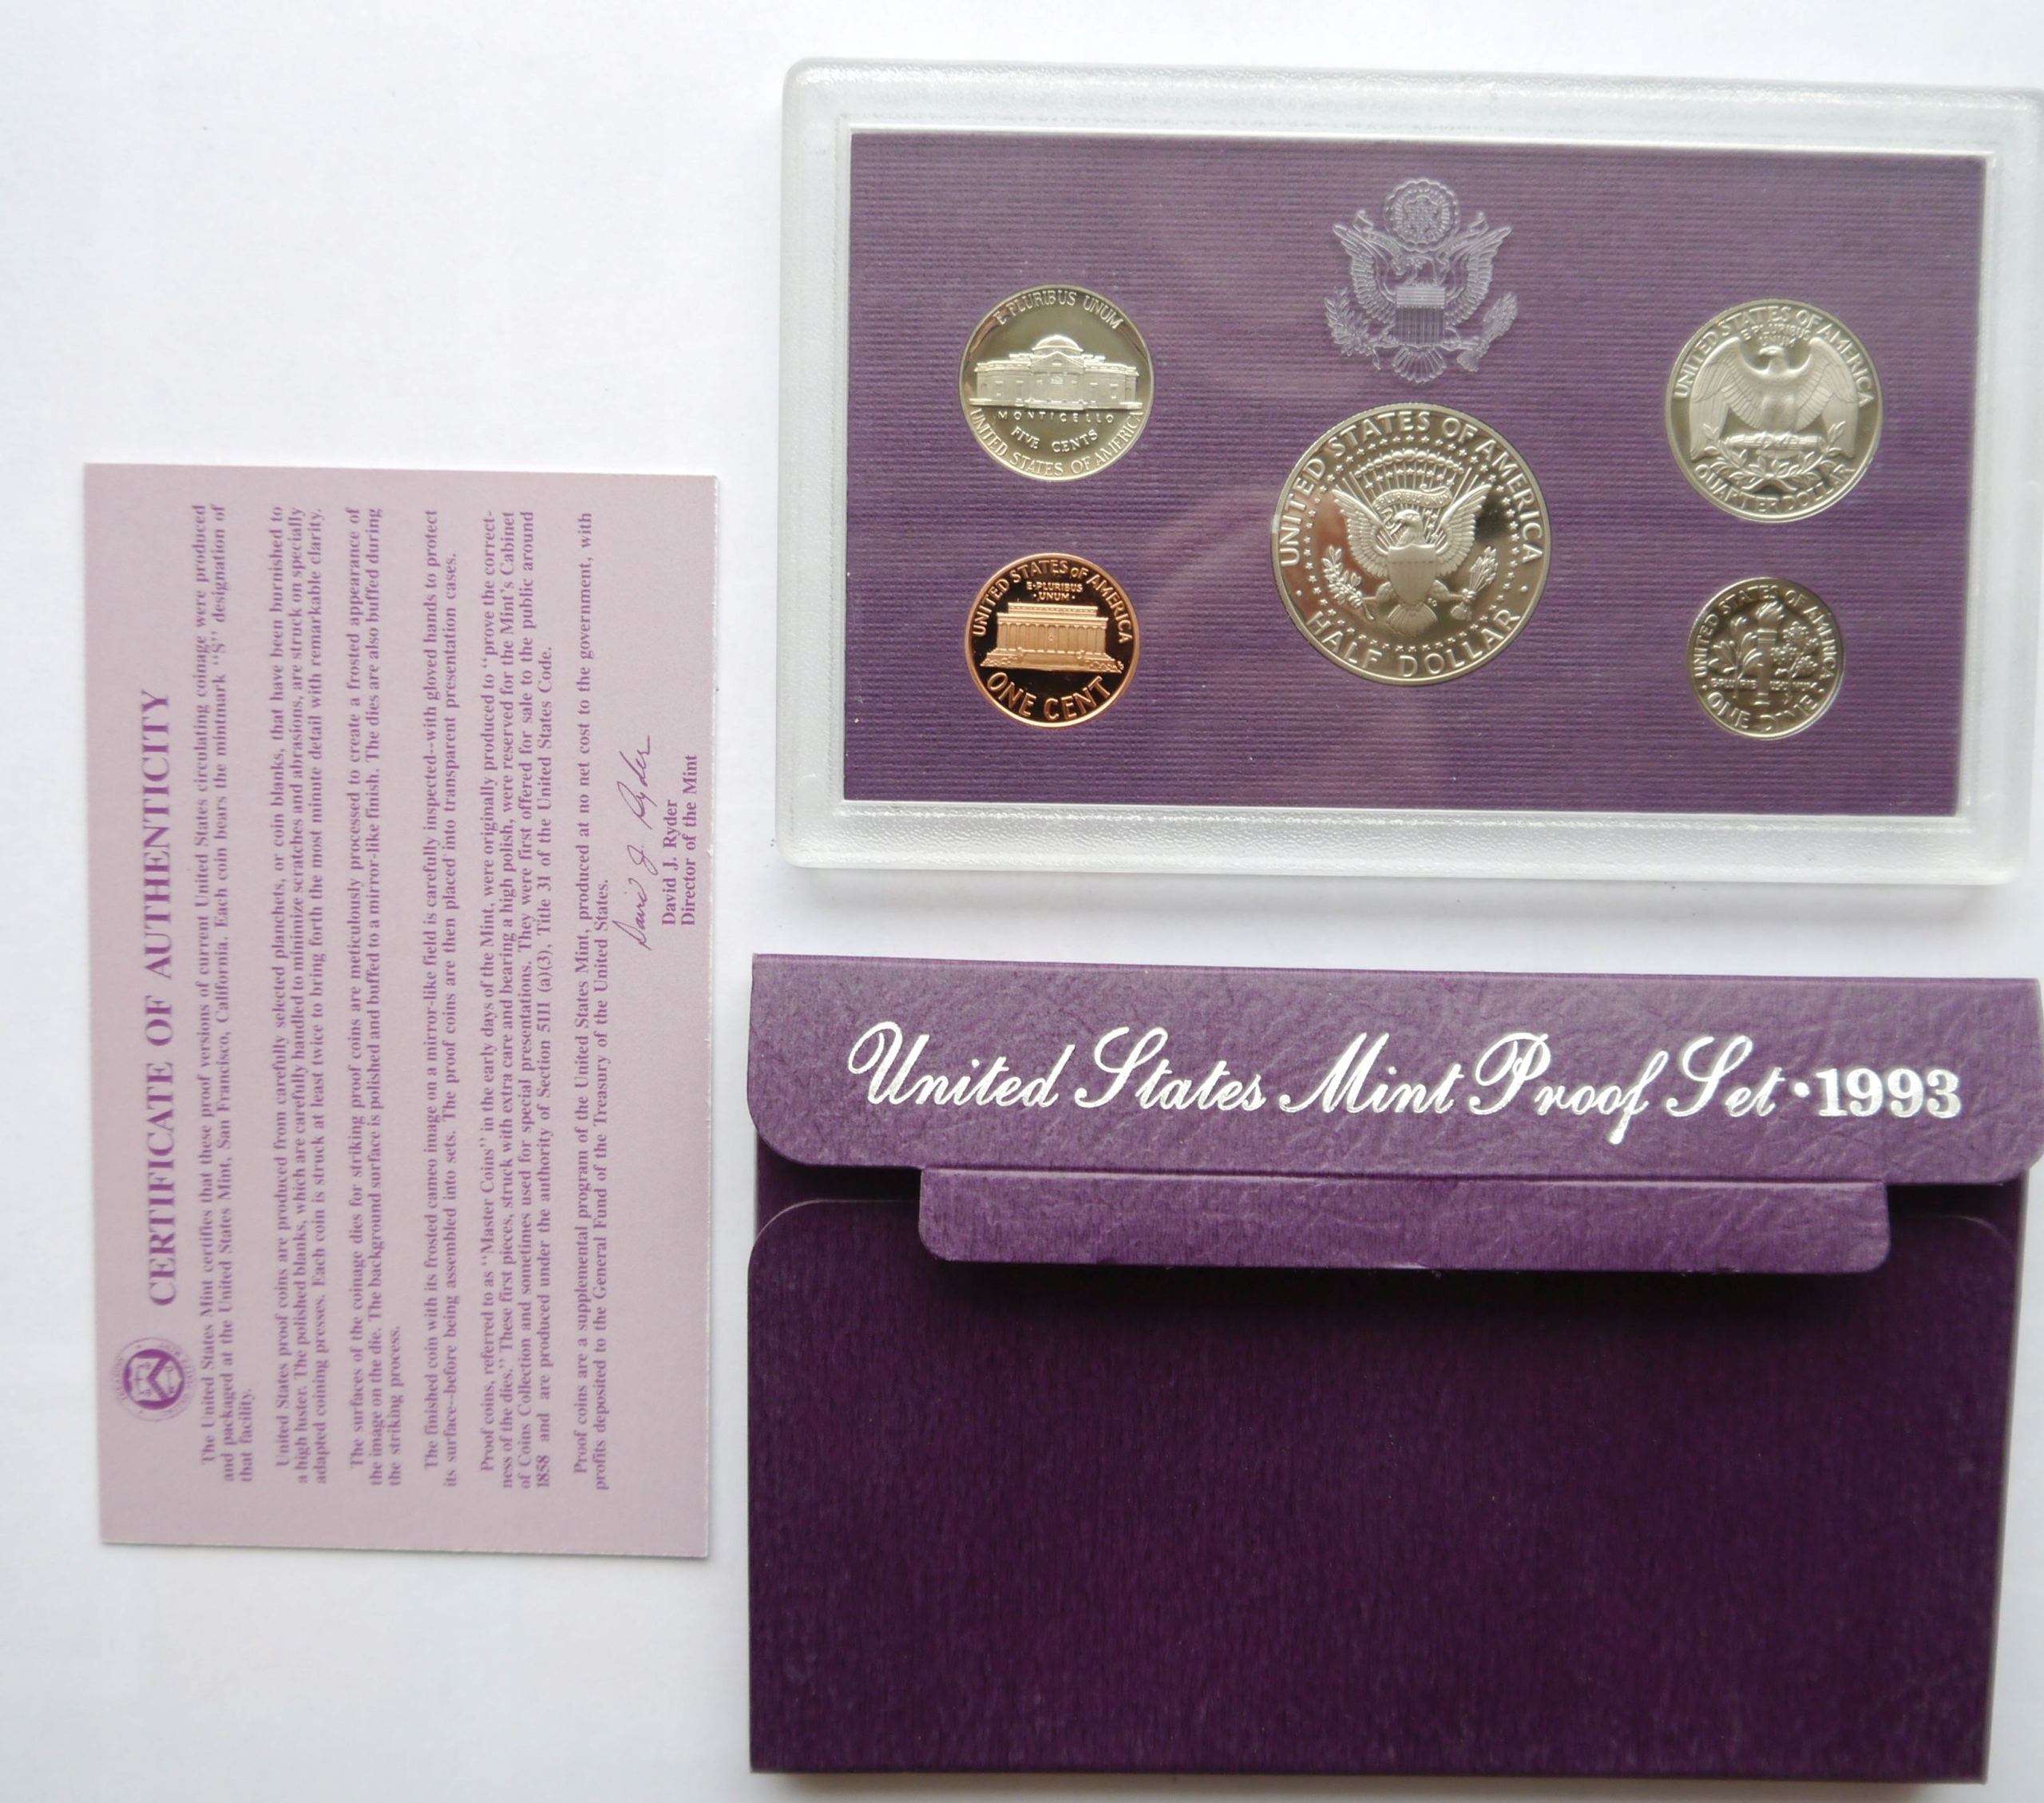 CERTIFICATE OF AUTHENTICITY
The United States Mint certifies that these proof versions of current United States circulating coinage were produced
and packaged at the United States Mint, San Francisco, California. Each coin bears the mintmark "S" designation of
that facility.
United States proof coins are produced from carefully selected planchets, or coin blanks, that have been burnished to
a high luster. The polished blanks, which are carefully handled to minimize scratches and abrasions, are struck on specially
adapted coining presses. Each coin is struck at least twice to bring forth the most minute detail with remarkable clarity.
The surfaces of the coinage dies for striking proof coins are meticulously processed to create a frosted appearance of
the image on the die. The background surface is polished and buffed to a mirror-like finish. The dies are also buffed during
the striking process.
The finished coin with its frosted cameo image on a mirror-like field is carefully inspected--with gloved hands to protect
its surface--before being assembled into sets. The proof coins are then placed into transparent presentation cases.
Proof coins, referred to as "Master Coins" in the early days of the Mint, were originally produced to "prove the correct-
ness of the dies." These first pieces, struck with extra care and bearing a high polish, were reserved for the Mint's Cabinet
of Coins Collection and sometimes used for special presentations. They were first offered for sale to the public around
1858 and are produced under the authority of Section 5111 (a)(3), Title 31 of the United States Code.
Proof coins are a supplemental program of the United States Mint, produced at no net cost to the government, with
profits deposited to the General Fund of the Treasury of the United States.
David J. Ryder
David J. Ryder
Director of the Mint
E PLURIBUS UNUM
MONTICELLO
FIVE CENTS
UNITED STATES OF AMERICA
UNITED STATES OF AMERICA
E·PLURIBUS
·UNUM·
ONE CENT
UNITED STATES OF AMERICA
HALF DOLLAR
UNITED STATES OF AMERICA
E PLURIBUS
UNUM
QUARTER DOLLAR
UNITED STATES OF AMERICA
ONE DIME
United States Mint Proof Set · 1993